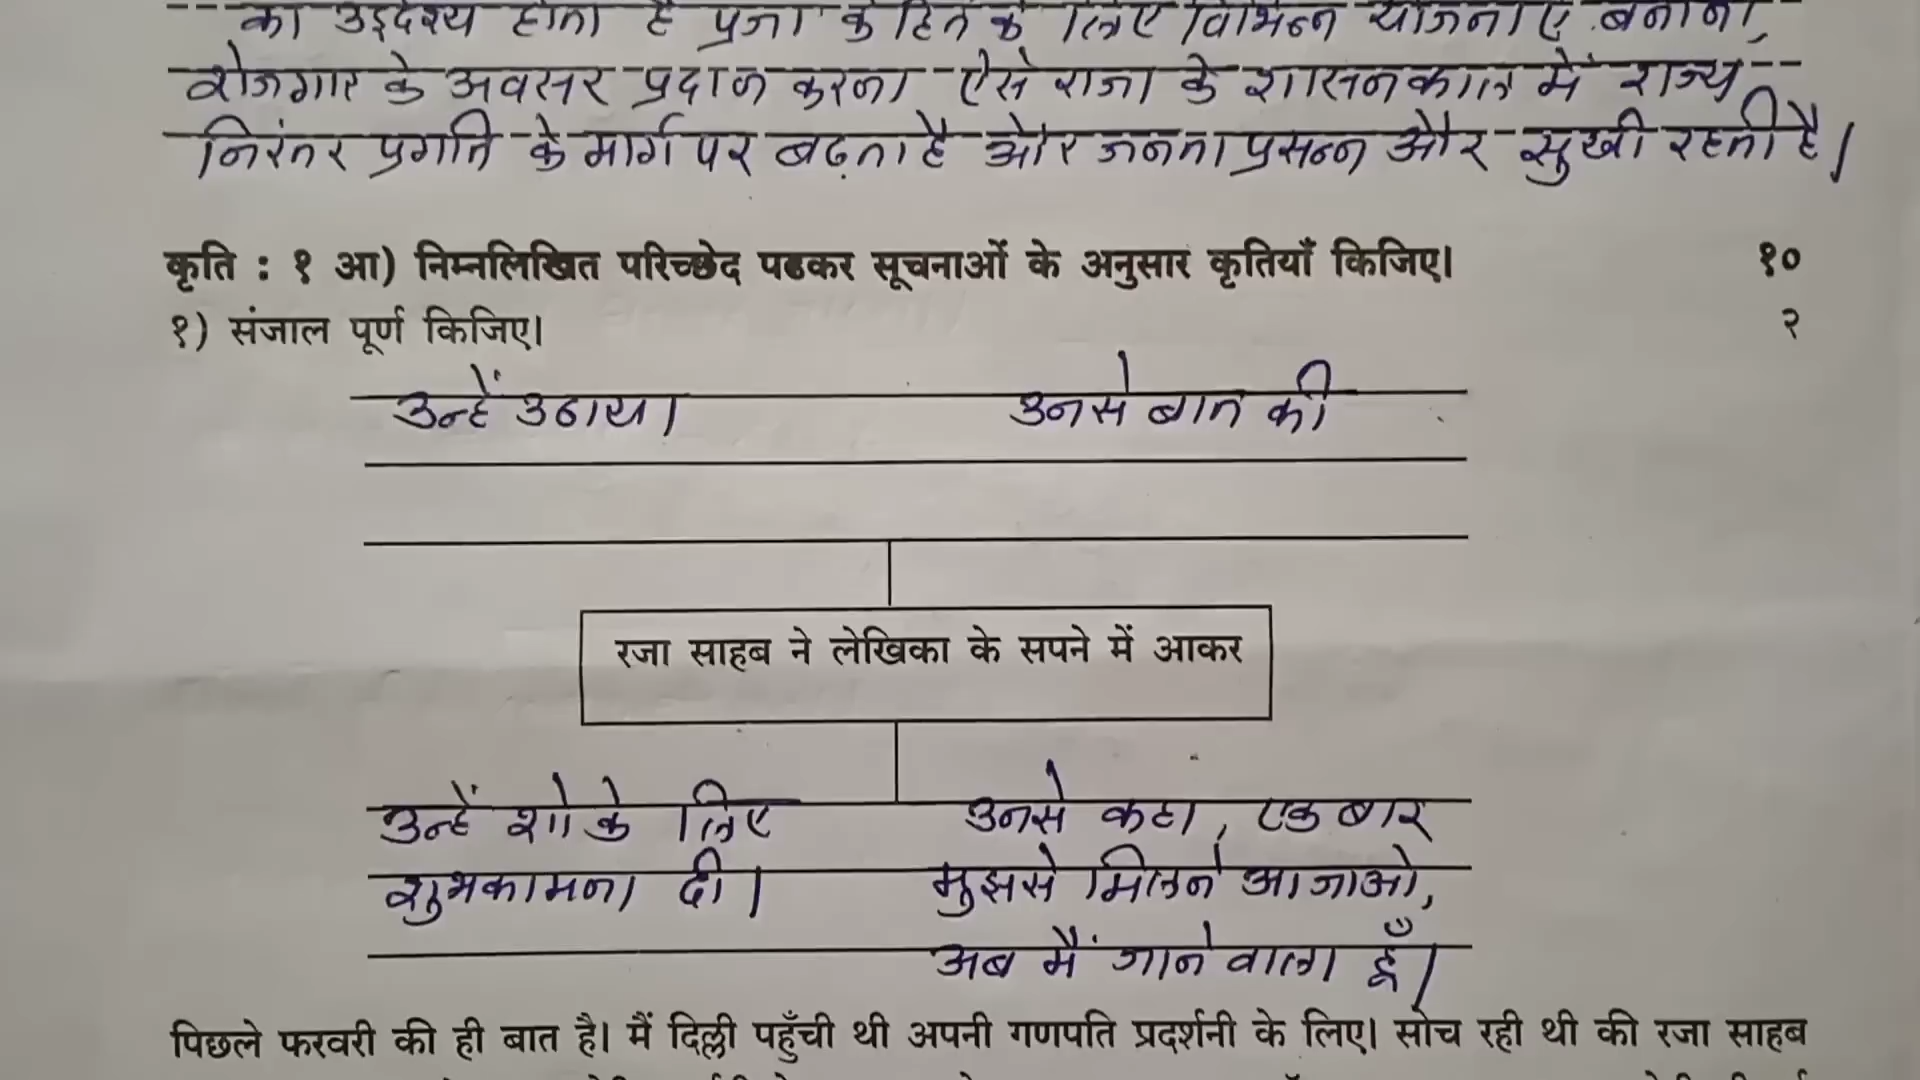 का उद्देश्य होता है प्रजा के हित के लिए विभिन्न योजनाएँ बनाना,
रोजगार के अवसर प्रदान करना। ऐसे राजा के शासनकाल में राज्य
निरंतर प्रगति के मार्ग पर बढ़ता है और जनता प्रसन्न और सुखी रहती है।
कृति : १ आ) निम्नलिखित परिच्छेद पढकर सूचनाओं के अनुसार कृतियाँ किजिए। १०
१) संजाल पूर्ण किजिए। २
उन्हें उठाया। उनसे बात की
रजा साहब ने लेखिका के सपने में आकर
उन्हें शो के लिए उनसे कहा, एक बार
शुभकामना दी। मुझसे मिलने आ जाओ,
अब मैं जाने वाला हूँ।
पिछले फरवरी की ही बात है। मैं दिल्ली पहुँची थी अपनी गणपति प्रदर्शनी के लिए। सोच रही थी की रजा साहब